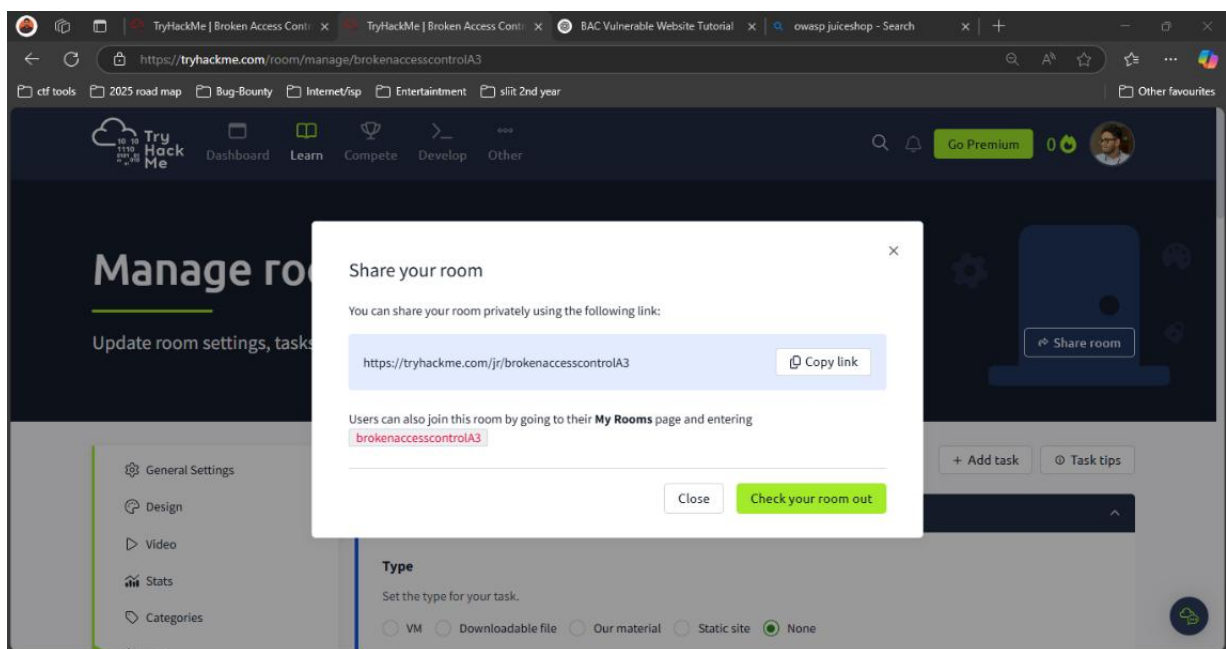 TryHackMe | Broken Access Contr
TryHackMe | Broken Access Contr
BAC Vulnerable Website Tutorial
owasp juiceshop - Search
https://tryhackme.com/room/manage/brokenaccesscontrolA3
ctf tools
2025 road map
Bug-Bounty
Internet/isp
Entertaintment
sliit 2nd year
Other favourites
Try
Hack
Me
Dashboard
Learn
Compete
Develop
Other
Go Premium
0
Manage roo
Update room settings, tasks
Share room
Share your room
You can share your room privately using the following link:
https://tryhackme.com/jr/brokenaccesscontrolA3
Copy link
Users can also join this room by going to their My Rooms page and entering
brokenaccesscontrolA3
Close
Check your room out
General Settings
Design
Video
Stats
Categories
+ Add task
Task tips
Type
Set the type for your task.
VM
Downloadable file
Our material
Static site
None